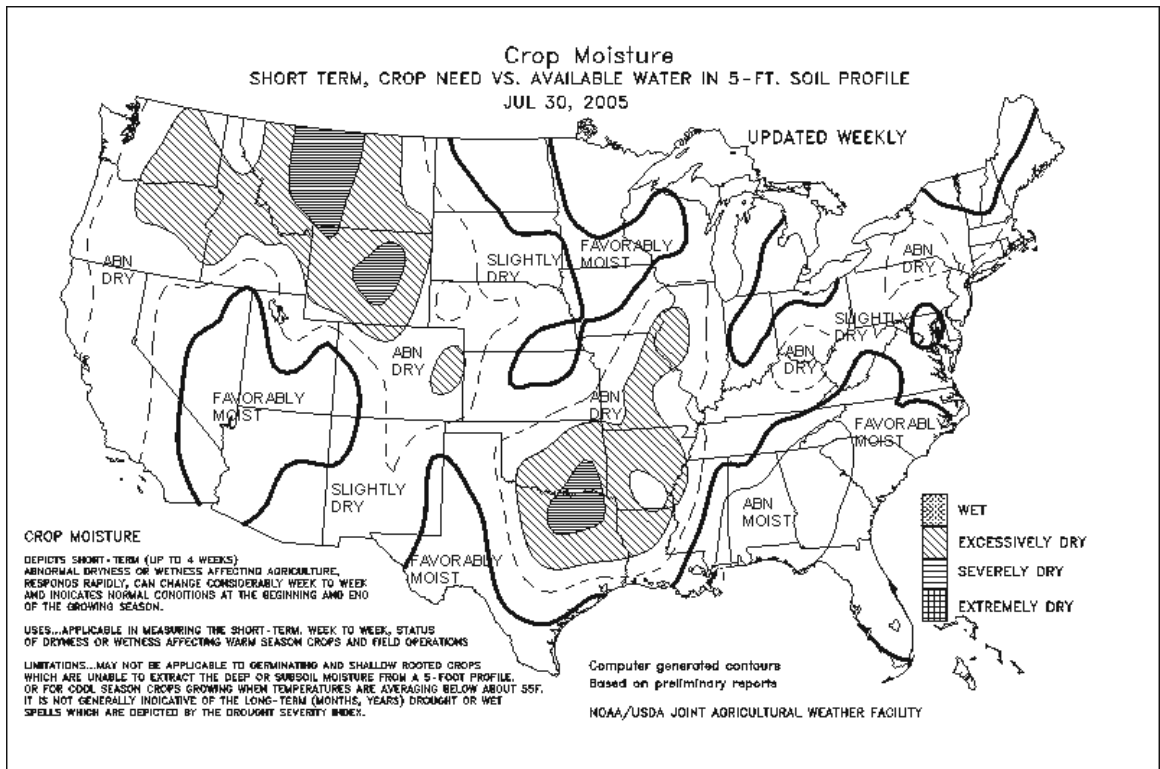 Crop Moisture
SHORT TERM, CROP NEED VS. AVAILABLE WATER IN 5-FT. SOIL PROFILE
JUL 30, 2005
UPDATED WEEKLY
FAVORABLY
MOIST
SLIGHTLY
DRY
ABN
DRY
ABN
DRY
SLIGHTLY
DRY
ABN
DRY
ABN
DRY
FAVORABLY
MOIST
ABN
DRY
FAVORABLY
MOIST
SLIGHTLY
DRY
ABN
MOIST
FAVORABLY
MOIST
WET
EXCESSIVELY DRY
SEVERELY DRY
EXTREMELY DRY
CROP MOISTURE
DEPICTS SHORT-TERM (UP TO 4 WEEKS)
ABNORMAL DRYNESS OR WETNESS AFFECTING AGRICULTURE,
RESPONDS RAPIDLY, CAN CHANGE CONSIDERABLY WEEK TO WEEK
AND INDICATES NORMAL CONDITIONS AT THE BEGINNING AND END
OF THE GROWING SEASON.
USES...APPLICABLE IN MEASURING THE SHORT-TERM, WEEK TO WEEK, STATUS
OF DRYNESS OR WETNESS AFFECTING WARM SEASON CROPS AND FIELD OPERATIONS
LIMITATIONS...MAY NOT BE APPLICABLE TO GERMINATING AND SHALLOW ROOTED CROPS
WHICH ARE UNABLE TO EXTRACT THE DEEP OR SUBSOIL MOISTURE FROM A 5-FOOT PROFILE,
OR FOR COOL SEASON CROPS GROWING WHEN TEMPERATURES ARE AVERAGING BELOW ABOUT 55F.
IT IS NOT GENERALLY INDICATIVE OF THE LONG-TERM (MONTHS, YEARS) DROUGHT OR WET
SPELLS WHICH ARE DEPICTED BY THE DROUGHT SEVERITY INDEX.
Computer generated contours
Based on preliminary reports
NOAA/USDA JOINT AGRICULTURAL WEATHER FACILITY